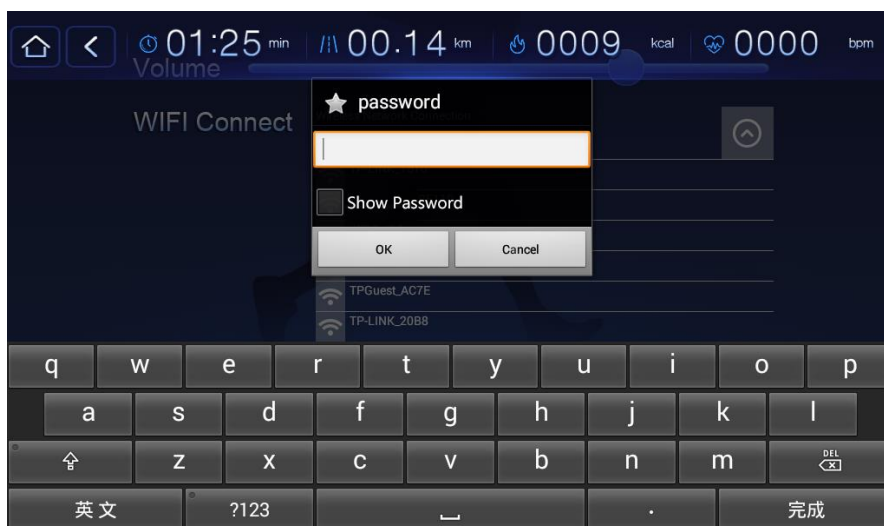 01:25 min 00.14 km 0009 kcal 0000 bpm
Volume
password
WIFI Connect
Show Password
OK Cancel
TPGuest_AC7E
TP-LINK_20B8
q w e r t y u i o p
a s d f g h j k l
z x c v b n m DEL
英文 ?123 . 完成